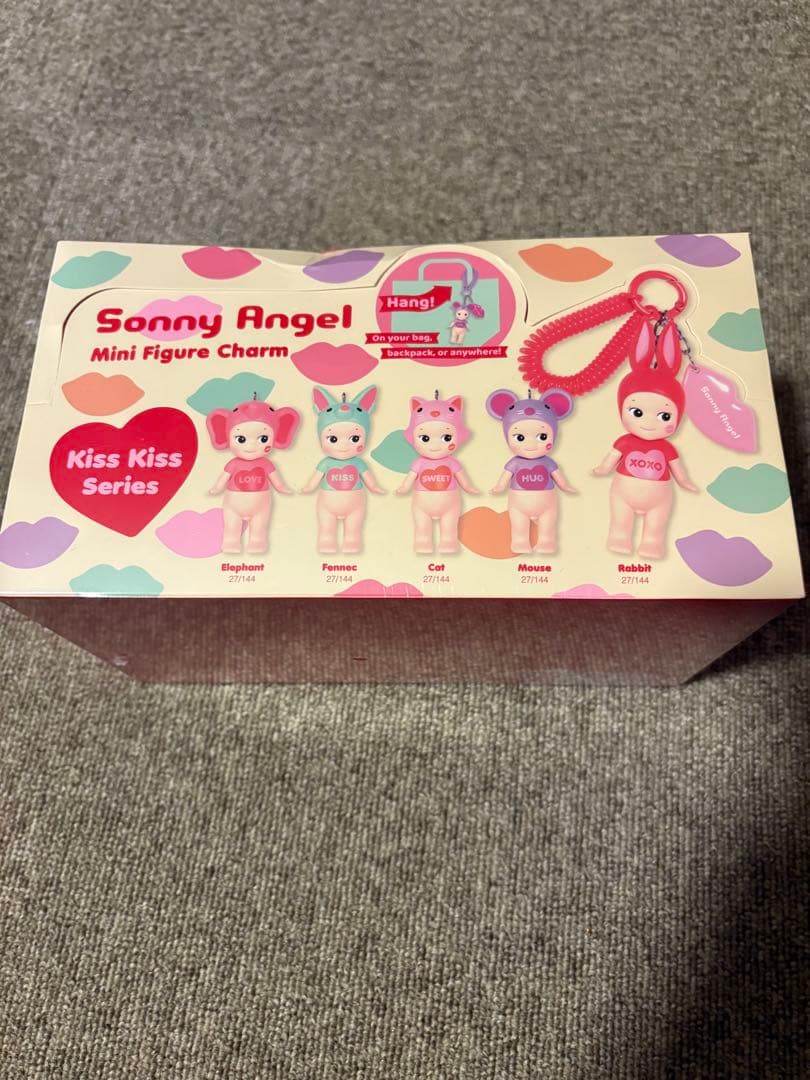 Sonny Angel
Mini Figure Charm
Hang!
On your bag,
backpack, or anywhere!
Kiss Kiss
Series
LOVE
KISS
SWEET
HUG
XOXO
Sonny Angel
Elephant
27/144
Fennec
27/144
Cat
27/144
Mouse
27/144
Rabbit
27/144